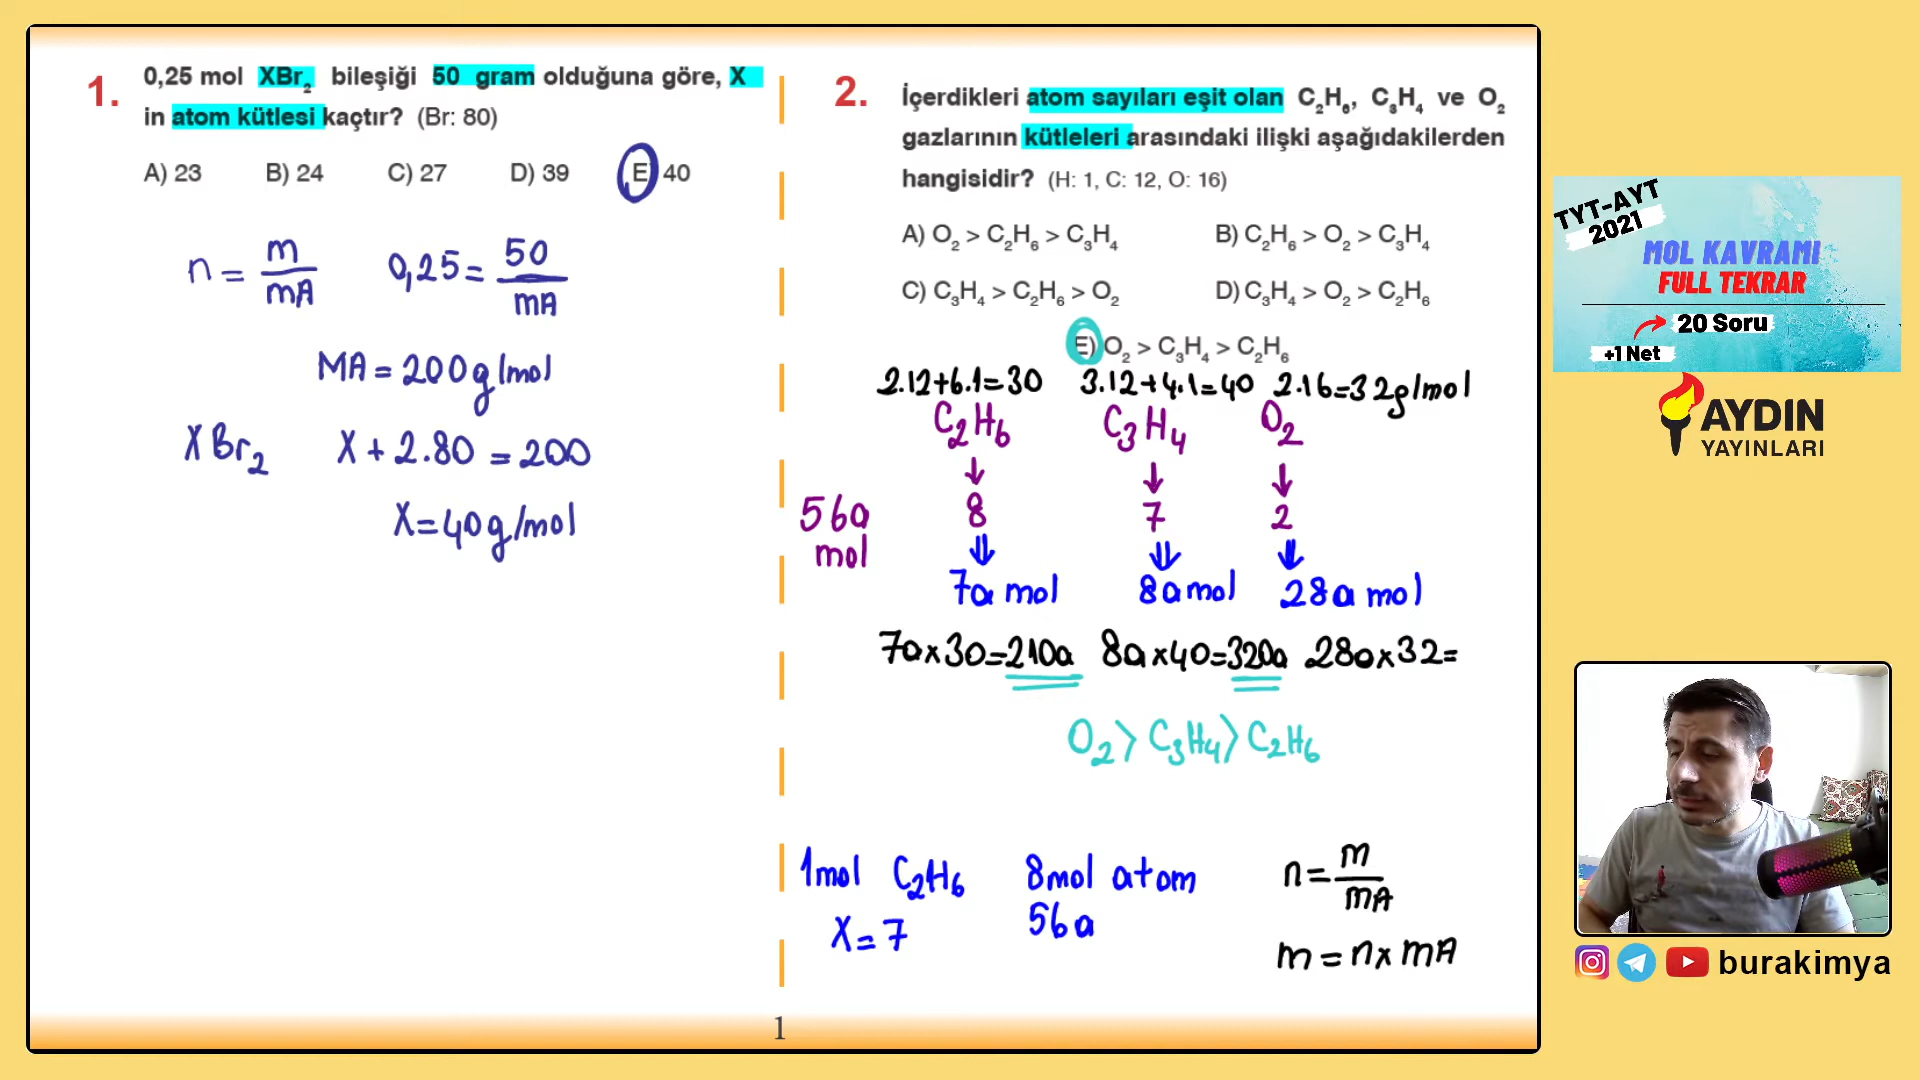 1.
0,25 mol XBr₂ bileşiği 50 gram olduğuna göre, X
in atom kütlesi kaçtır? (Br: 80)
A) 23 B) 24 C) 27 D) 39 E) 40
n = m/mA 0,25 = 50/mA
MA = 200g/mol
XBr₂ X + 2.80 = 200
X = 40g/mol
2.
İçerdikleri atom sayıları eşit olan C₂H₆, C₃H₄ ve O₂
gazlarının kütleleri arasındaki ilişki aşağıdakilerden
hangisidir? (H: 1, C: 12, O: 16)
A) O₂ > C₂H₆ > C₃H₄ B) C₂H₆ > O₂ > C₃H₄
C) C₃H₄ > C₂H₆ > O₂ D) C₃H₄ > O₂ > C₂H₆
E) O₂ > C₃H₄ > C₂H₆
2.12+6.1=30 3.12+4.1=40 2.16=32g/mol
C₂H₆ C₃H₄ O₂
↓ ↓ ↓
56a mol 8 7 2
⇓ ⇓ ⇓
7a mol 8a mol 28a mol
7a×30=210a 8a×40=320a 28a×32=
O₂ > C₃H₄ > C₂H₆
1mol C₂H₆ 8mol atom
X=7 56a
n = m/mA
m = n×mA
1
TYT-AYT
2021
MOL KAVRAMI
FULL TEKRAR
20 Soru
+1 Net
AYDIN
YAYINLARI
burakimya